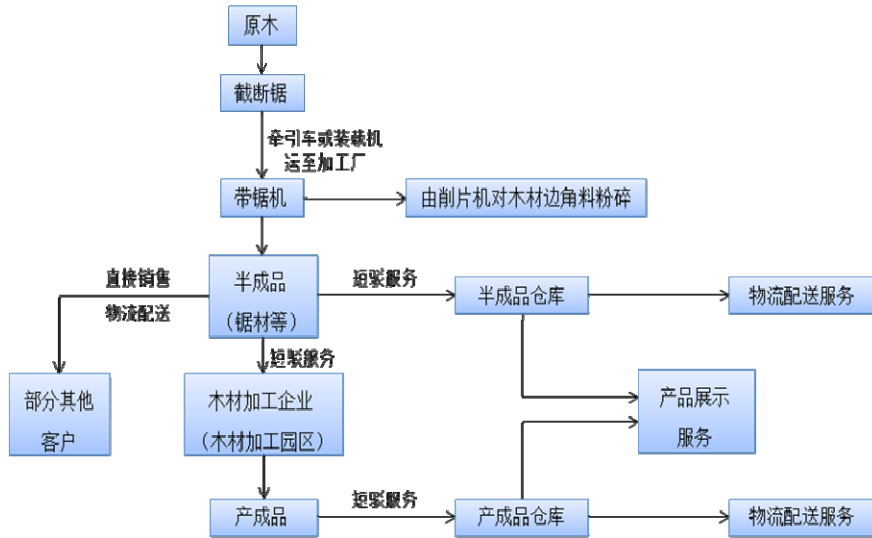 原木
截断锯
牵引车或装载机
运至加工厂
带锯机
由削片机对木材边角料粉碎
直接销售
物流配送
半成品
（锯材等）
短驳服务
半成品仓库
物流配送服务
短驳服务
部分其他
客户
木材加工企业
（木材加工园区）
产品展示
服务
产成品
短驳服务
产成品仓库
物流配送服务